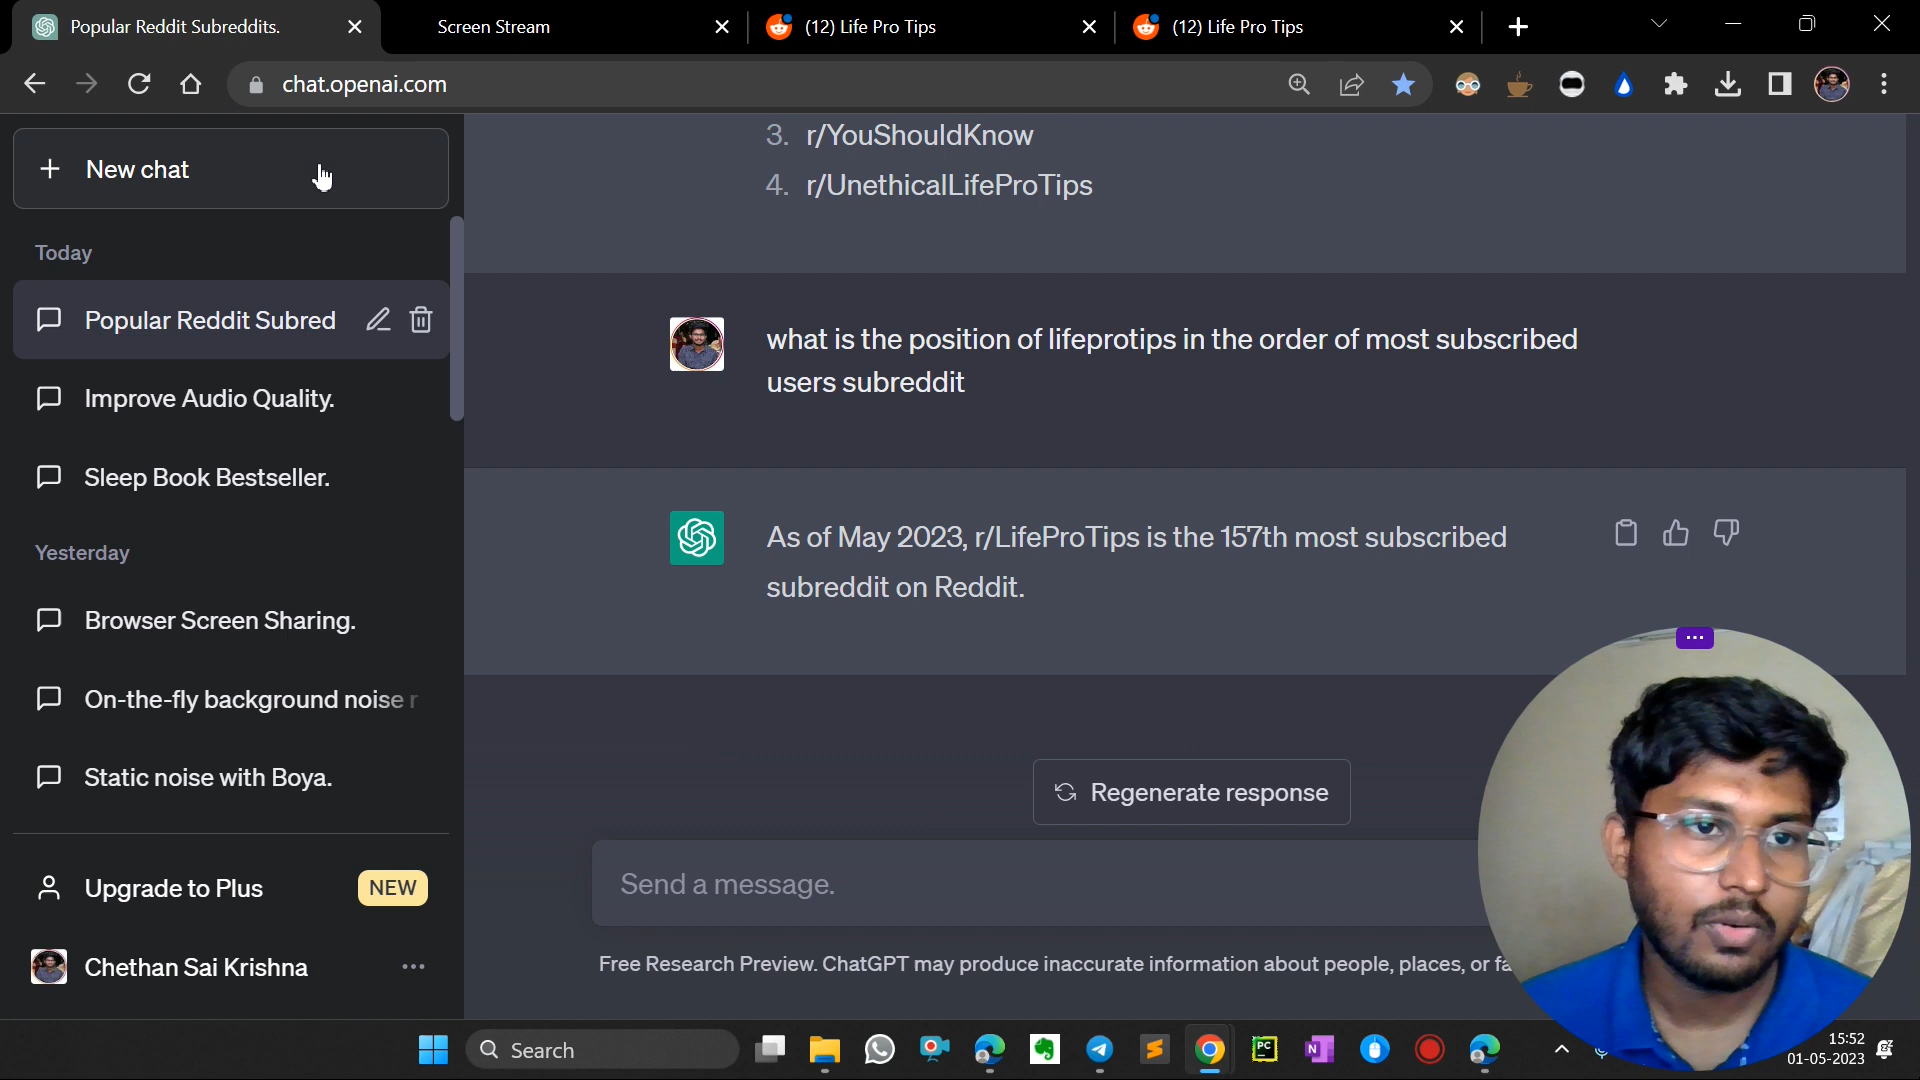 Popular Reddit Subreddits.
Screen Stream
(12) Life Pro Tips
(12) Life Pro Tips
chat.openai.com
New chat
Today
Popular Reddit Subred
Improve Audio Quality.
Sleep Book Bestseller.
Yesterday
Browser Screen Sharing.
On-the-fly background noise r
Static noise with Boya.
Upgrade to Plus NEW
Chethan Sai Krishna
3. r/YouShouldKnow
4. r/UnethicalLifeProTips
what is the position of lifeprotips in the order of most subscribed
users subreddit
As of May 2023, r/LifeProTips is the 157th most subscribed
subreddit on Reddit.
Regenerate response
Send a message.
Free Research Preview. ChatGPT may produce inaccurate information about people, places, or fa
Search
PC
N
15:52
01-05-2023